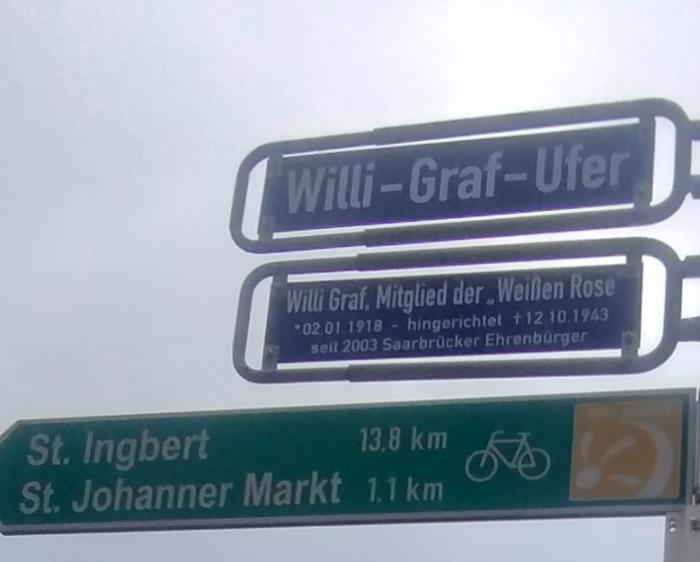 Willi-Graf-Ufer
Willi Graf, Mitglied der „Weißen Rose"
*02.01.1918 - hingerichtet †12.10.1943
seit 2003 Saarbrücker Ehrenbürger
St. Ingbert 13,8 km
St. Johanner Markt 1,1 km